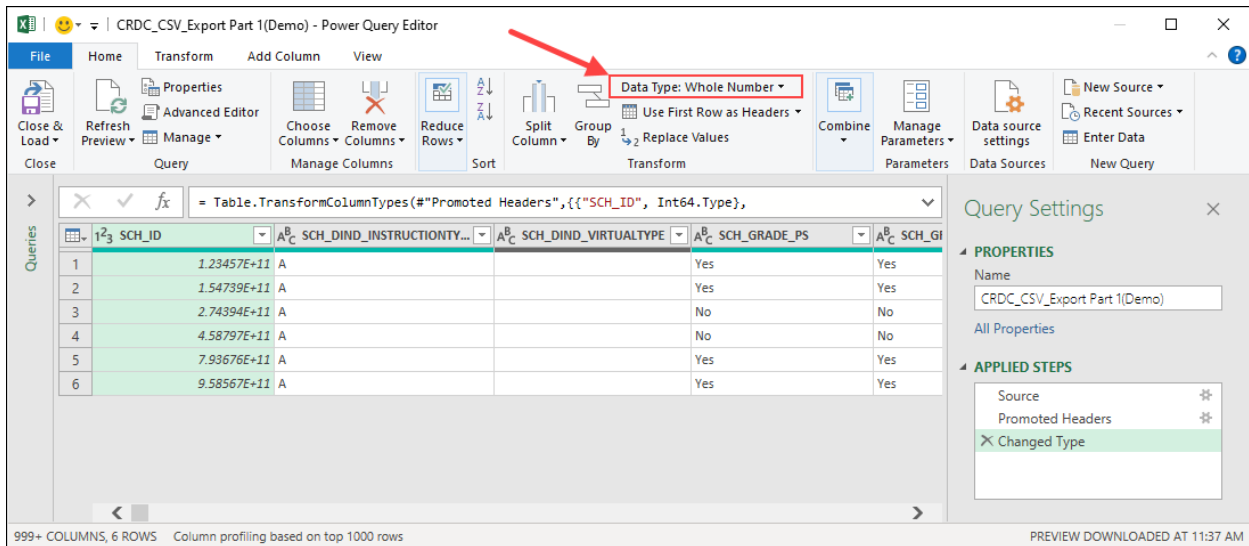 CRDC_CSV_Export Part 1(Demo) - Power Query Editor
File Home Transform Add Column View
Close & Load
Close
Refresh Preview
Properties
Advanced Editor
Manage
Query
Choose Columns
Remove Columns
Manage Columns
Reduce Rows
Sort
Split Column
Group By
Data Type: Whole Number
Use First Row as Headers
Replace Values
Transform
Combine
Manage Parameters
Parameters
Data source settings
Data Sources
New Source
Recent Sources
Enter Data
New Query
Queries
fx = Table.TransformColumnTypes(#"Promoted Headers",{{"SCH_ID", Int64.Type},
123 SCH_ID ABC SCH_DIND_INSTRUCTIONTY... ABC SCH_DIND_VIRTUALTYPE ABC SCH_GRADE_PS ABC SCH_GI
1 1.23457E+11 A Yes Yes
2 1.54739E+11 A Yes Yes
3 2.74394E+11 A No No
4 4.58797E+11 A No No
5 7.93676E+11 A Yes Yes
6 9.58567E+11 A Yes Yes
Query Settings
PROPERTIES
Name
CRDC_CSV_Export Part 1(Demo)
All Properties
APPLIED STEPS
Source
Promoted Headers
Changed Type
999+ COLUMNS, 6 ROWS Column profiling based on top 1000 rows PREVIEW DOWNLOADED AT 11:37 AM